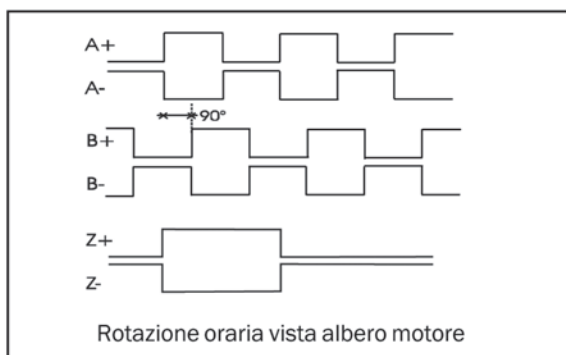 A+
A-
90°
B+
B-
Z+
Z-
Rotazione oraria vista albero motore